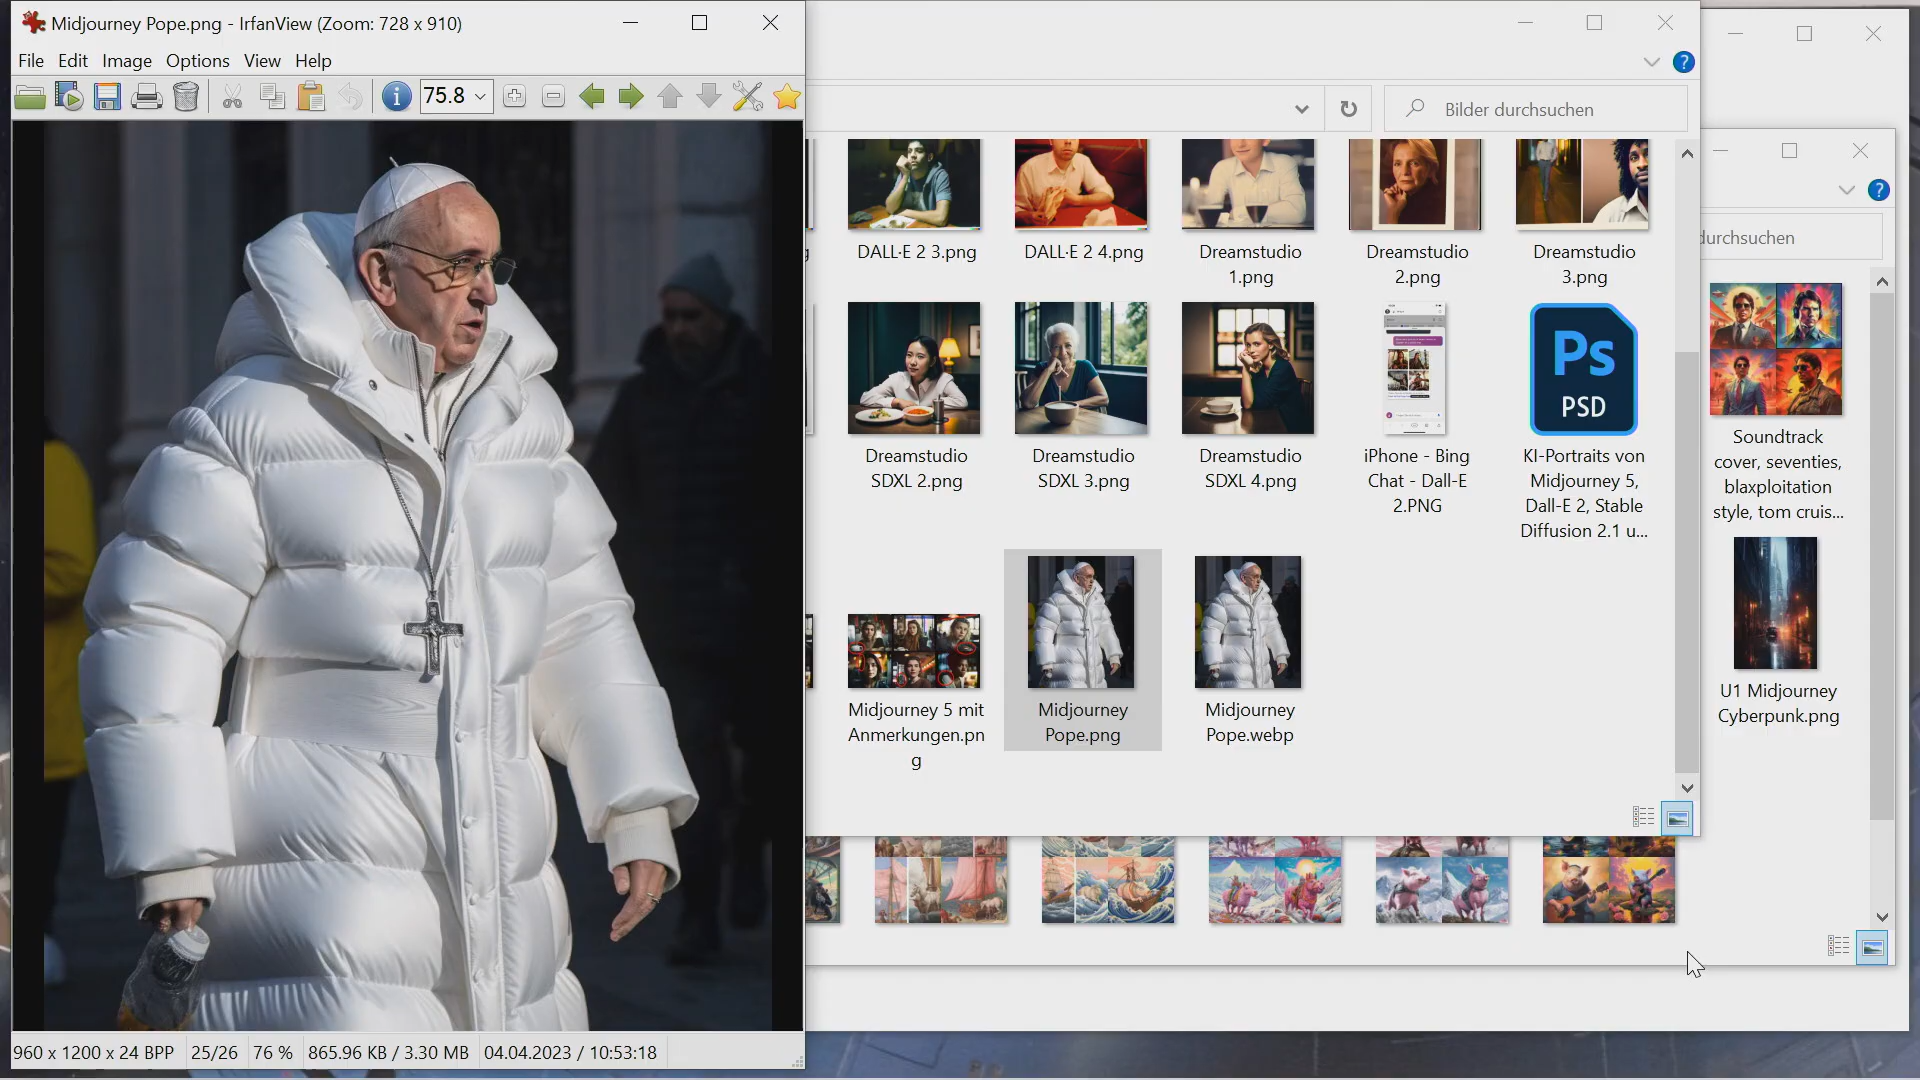 Midjourney Pope.png - IrfanView (Zoom: 728 x 910)
File Edit Image Options View Help
75.8
Bilder durchsuchen
durchsuchen
DALL·E 2 3.png
DALL·E 2 4.png
Dreamstudio
1.png
Dreamstudio
2.png
Dreamstudio
3.png
Ps
PSD
Dreamstudio
SDXL 2.png
Dreamstudio
SDXL 3.png
Dreamstudio
SDXL 4.png
iPhone - Bing
Chat - Dall-E
2.PNG
KI-Portraits von
Midjourney 5,
Dall-E 2, Stable
Diffusion 2.1 u...
Soundtrack
cover, seventies,
blaxploitation
style, tom cruis...
Midjourney 5 mit
Anmerkungen.pn
g
Midjourney
Pope.png
Midjourney
Pope.webp
U1 Midjourney
Cyberpunk.png
960 x 1200 x 24 BPP 25/26 76 % 865.96 KB / 3.30 MB 04.04.2023 / 10:53:18